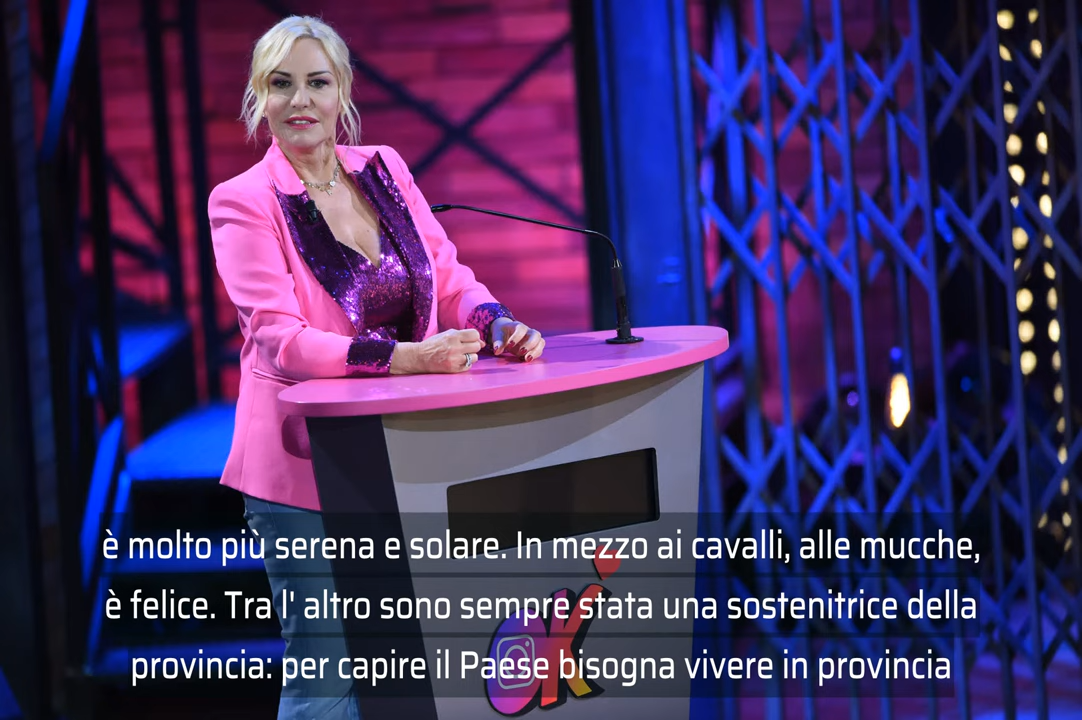 è molto più serena e solare. In mezzo ai cavalli, alle mucche,
è felice. Tra l' altro sono sempre stata una sostenitrice della
provincia: per capire il Paese bisogna vivere in provincia
OK